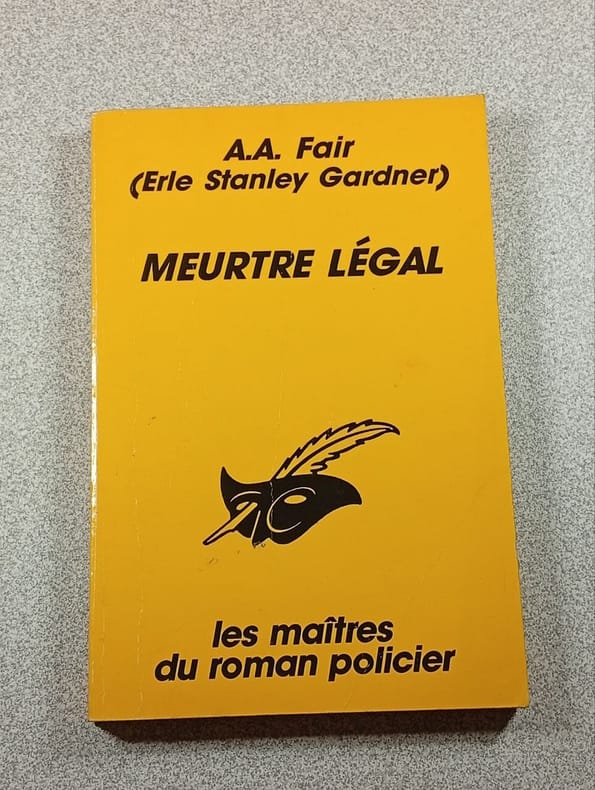 A.A. Fair
(Erle Stanley Gardner)
MEURTRE LÉGAL
les maîtres
du roman policier